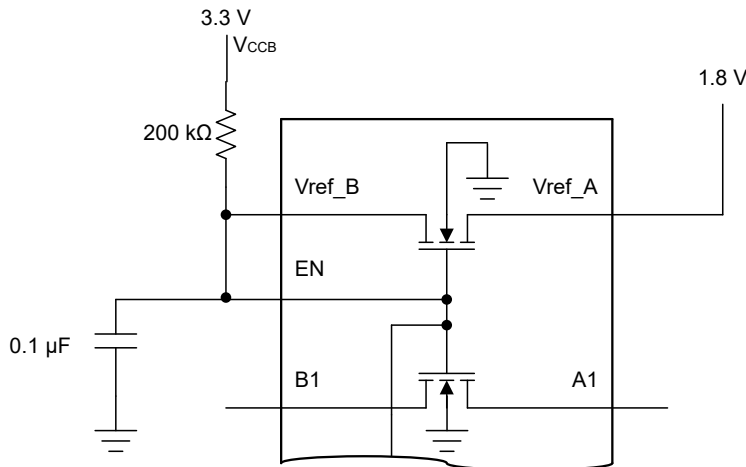 3.3 V
VCCB
1.8 V
200 kΩ
Vref_B
Vref_A
EN
0.1 µF
B1
A1